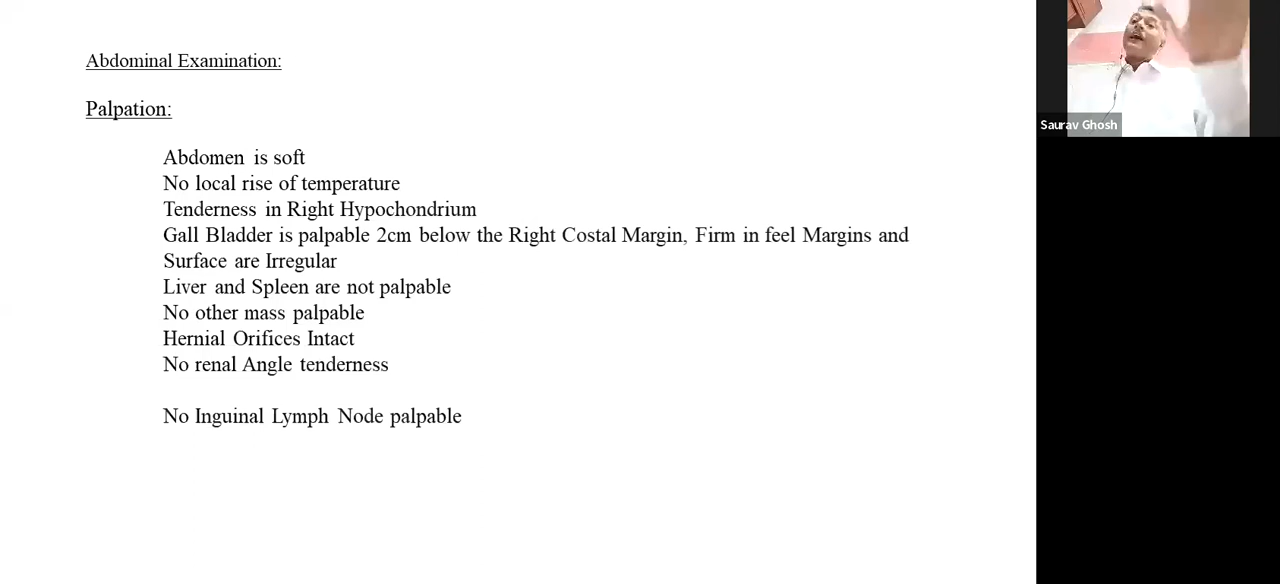 Abdominal Examination:
Palpation:
Abdomen is soft
No local rise of temperature
Tenderness in Right Hypochondrium
Gall Bladder is palpable 2cm below the Right Costal Margin, Firm in feel Margins and
Surface are Irregular
Liver and Spleen are not palpable
No other mass palpable
Hernial Orifices Intact
No renal Angle tenderness
No Inguinal Lymph Node palpable
Saurav Ghosh